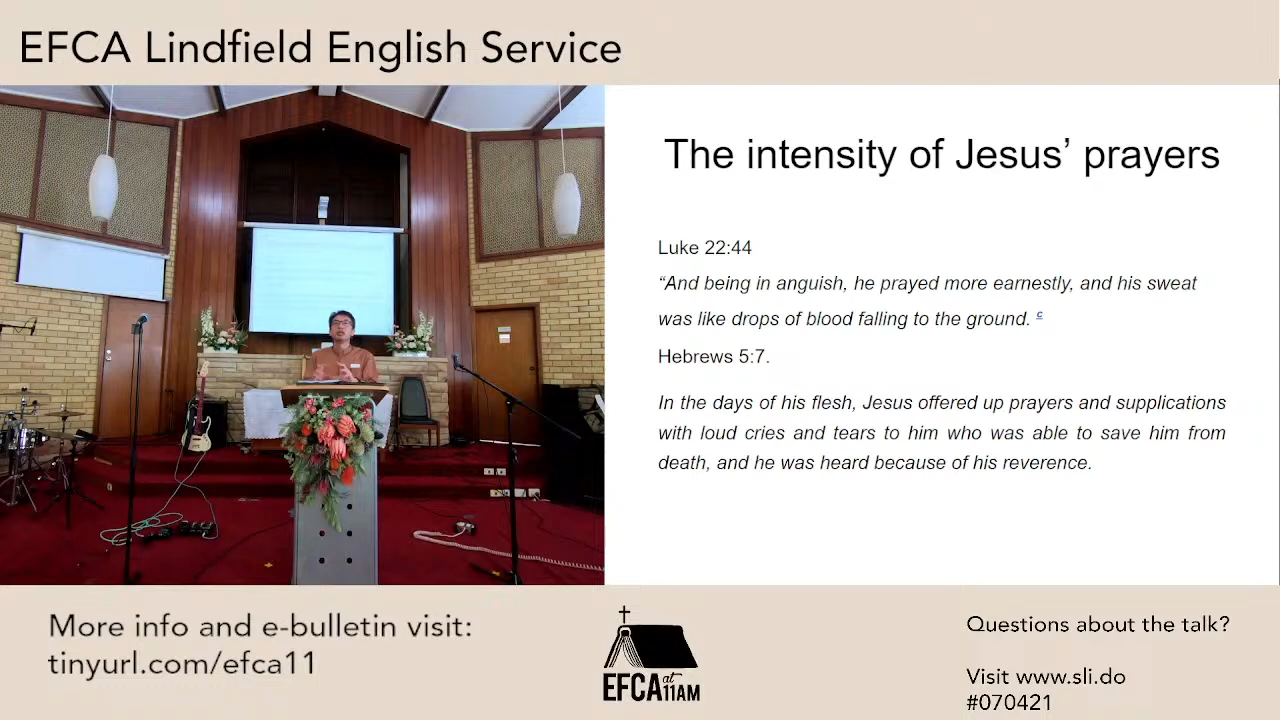 EFCA Lindfield English Service
The intensity of Jesus’ prayers
Luke 22:44
“And being in anguish, he prayed more earnestly, and his sweat
was like drops of blood falling to the ground. c
Hebrews 5:7.
In the days of his flesh, Jesus offered up prayers and supplications
with loud cries and tears to him who was able to save him from
death, and he was heard because of his reverence.
More info and e-bulletin visit:
tinyurl.com/efca11
EFCA at 11AM
Questions about the talk?
Visit www.sli.do
#070421